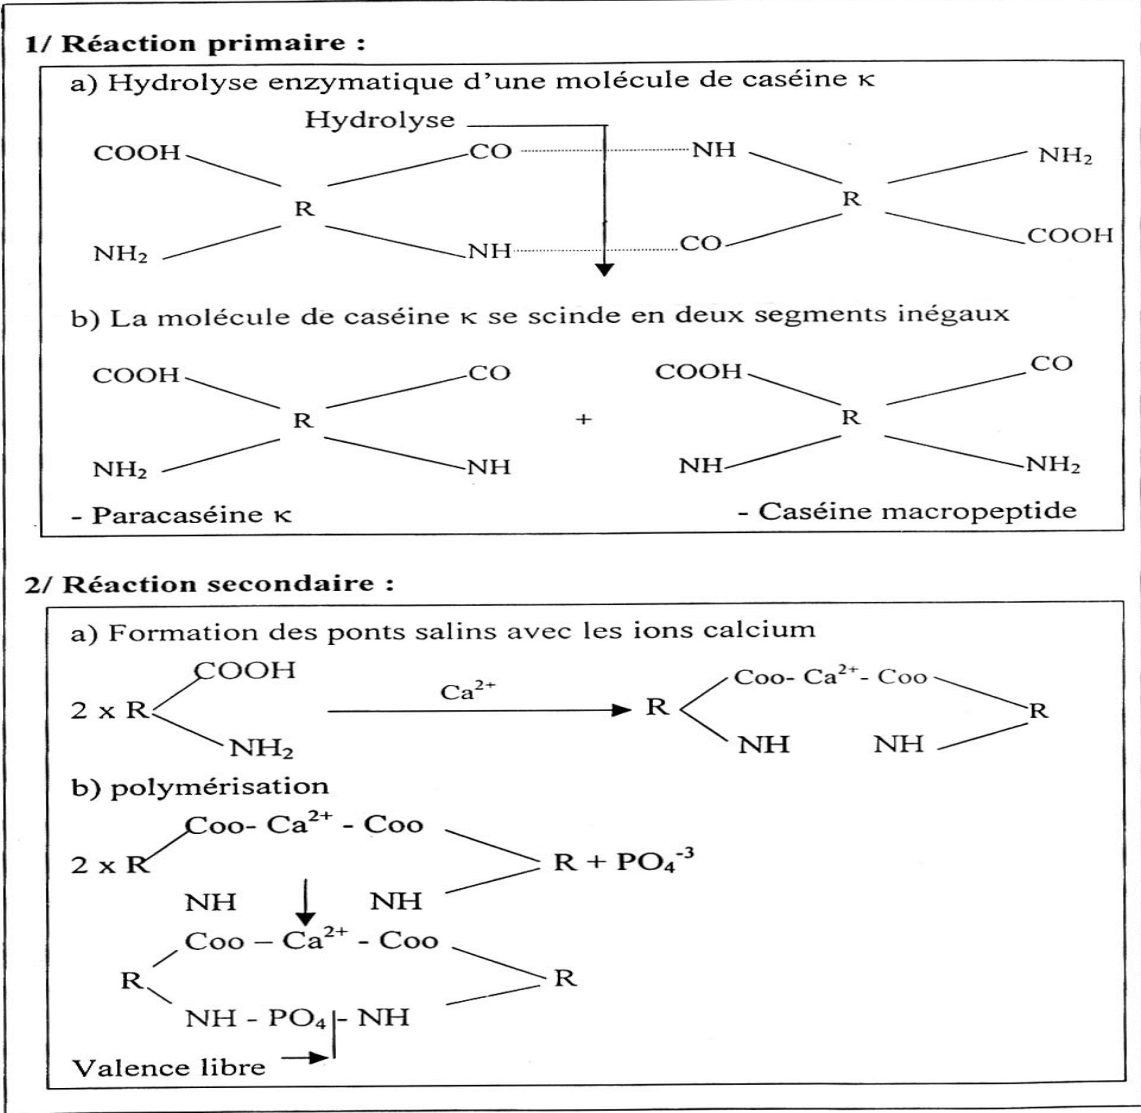 1/ Réaction primaire :
a) Hydrolyse enzymatique d'une molécule de caséine κ
Hydrolyse
COOH CO NH NH₂
R R
NH₂ NH CO COOH
b) La molécule de caséine κ se scinde en deux segments inégaux
COOH CO COOH CO
R + R
NH₂ NH NH NH₂
- Paracaséine κ - Caséine macropeptide
2/ Réaction secondaire :
a) Formation des ponts salins avec les ions calcium
COOH Coo- Ca²⁺- Coo
2 x R Ca²⁺ R R
NH₂ NH NH
b) polymérisation
Coo- Ca²⁺ - Coo
2 x R R + PO₄⁻³
NH NH
Coo – Ca²⁺ - Coo
R R
NH - PO₄ - NH
Valence libre